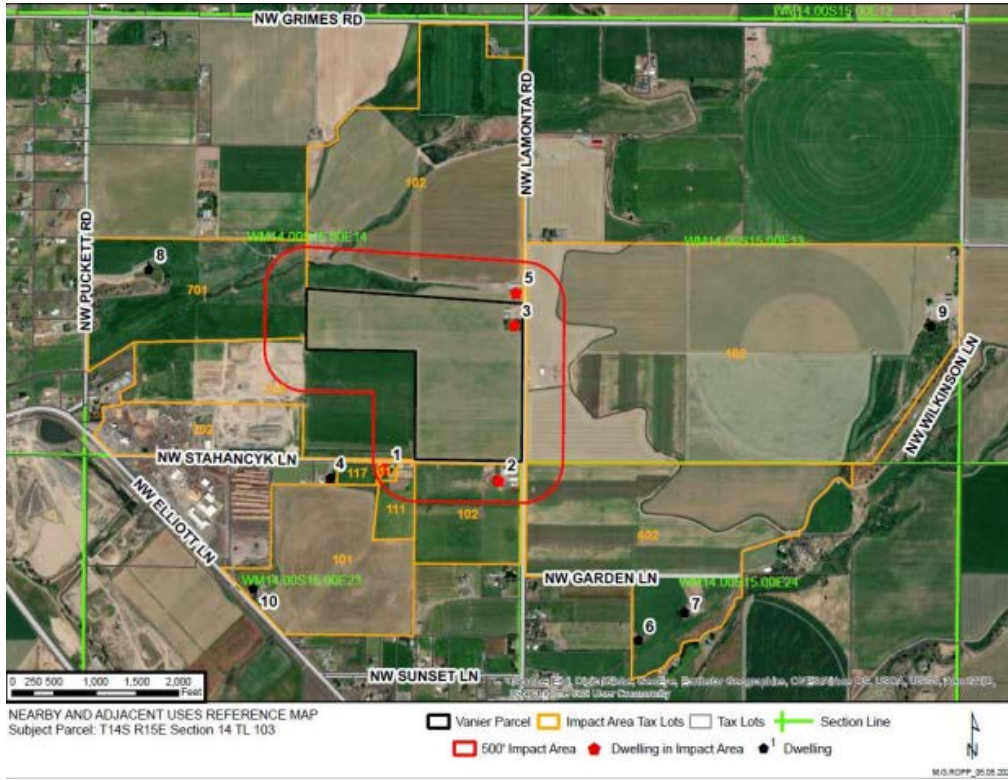 NW GRIMES RD
WM14.00S15.00E12
NW LAMONTA RD
NW PUCKETT RD
102
WM14.00S15.00E14
WM14.00S15.00E13
8
701
5
3
9
102
NW WILKINSON LN
202
NW STAHANCYK LN
1
4
117
2
111
102
402
NW ELLIOTT LN
101
NW GARDEN LN
WM14.00S15.00E23
WM14.00S15.00E24
10
7
6
NW SUNSET LN
0 250 500 1,000 1,500 2,000
Feet
NEARBY AND ADJACENT USES REFERENCE MAP
Subject Parcel: T14S R15E Section 14 TL 103
Vanier Parcel
Impact Area Tax Lots
Tax Lots
Section Line
500' Impact Area
Dwelling in Impact Area
1 Dwelling
N